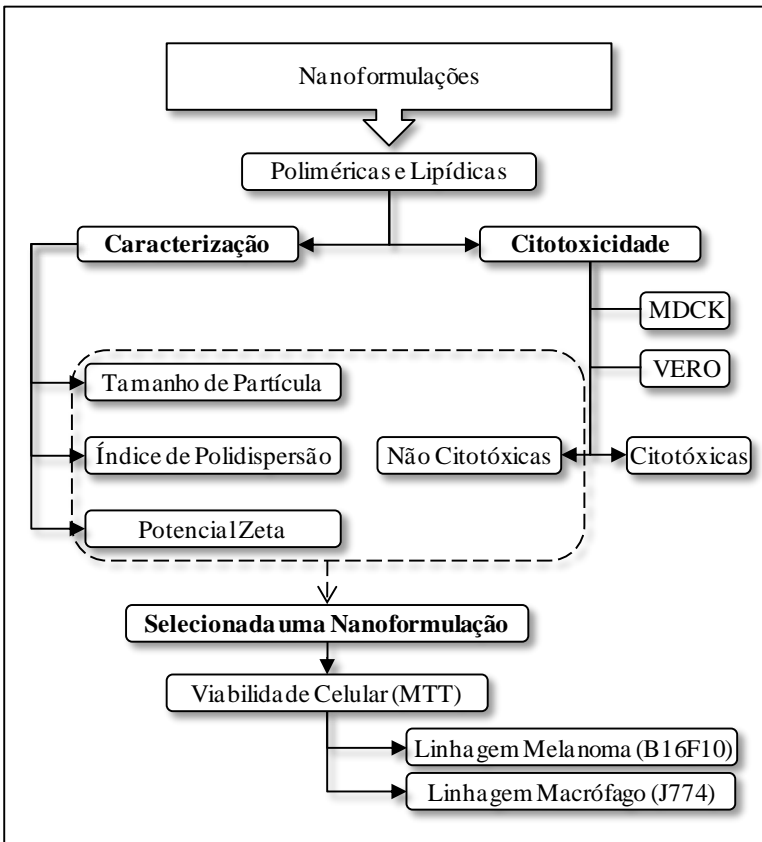 Nanoformulações
Poliméricas e Lipídicas
Caracterização
Citotoxicidade
MDCK
VERO
Tamanho de Partícula
Índice de Polidispersão
Não Citotóxicas
Citotóxicas
Potencial Zeta
Selecionada uma Nanoformulação
Viabilidade Celular (MTT)
Linhagem Melanoma (B16F10)
Linhagem Macrófago (J774)